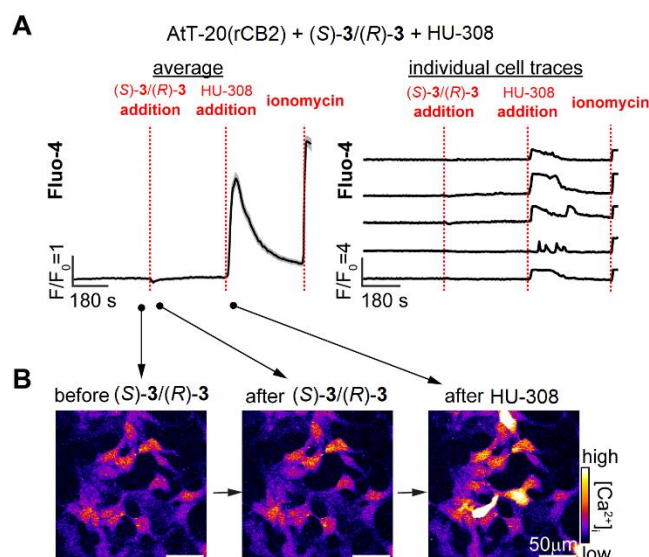 A
AtT-20(rCB2) + (S)-3/(R)-3 + HU-308
average
(S)-3/(R)-3
addition
HU-308
addition
ionomycin
Fluo-4
F/F₀=1
180 s
individual cell traces
(S)-3/(R)-3
addition
HU-308
addition
ionomycin
Fluo-4
F/F₀=4
180 s
B
before (S)-3/(R)-3
after (S)-3/(R)-3
after HU-308
high
[Ca²⁺]ᵢ
low
50μm